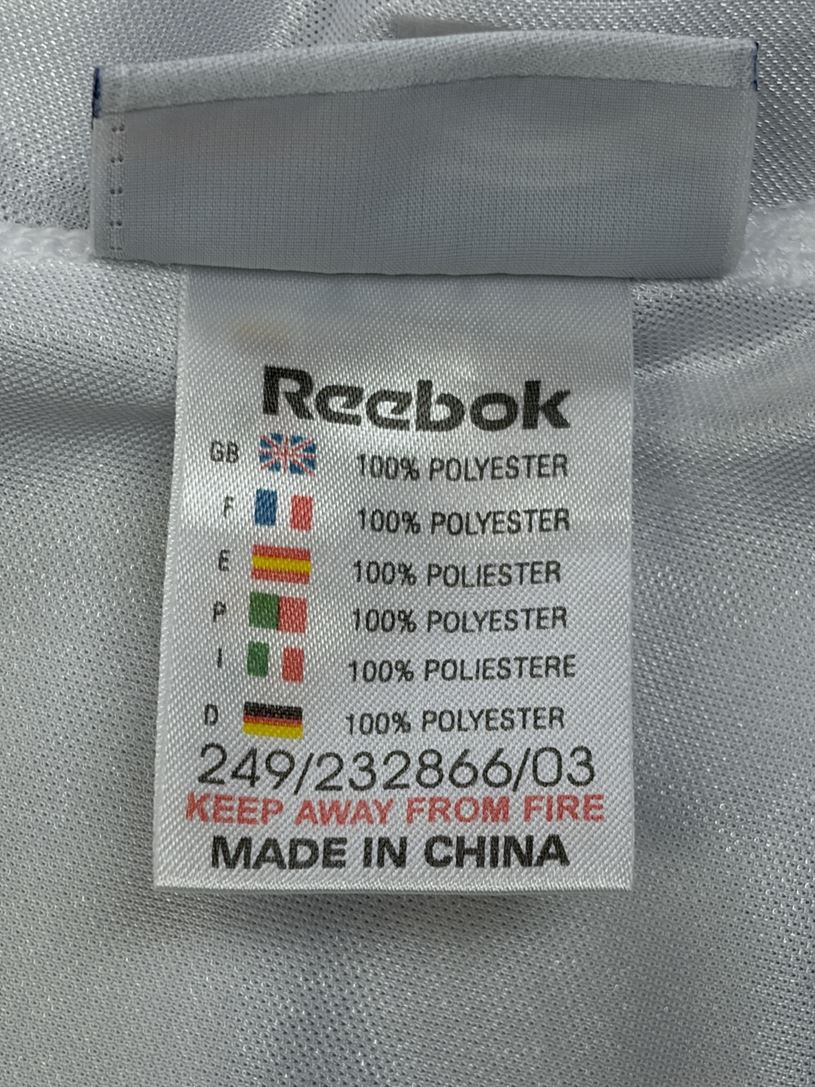 Reebok
GB 100% POLYESTER
F 100% POLYESTER
E 100% POLIESTER
P 100% POLYESTER
I 100% POLIESTERE
D 100% POLYESTER
249/232866/03
KEEP AWAY FROM FIRE
MADE IN CHINA